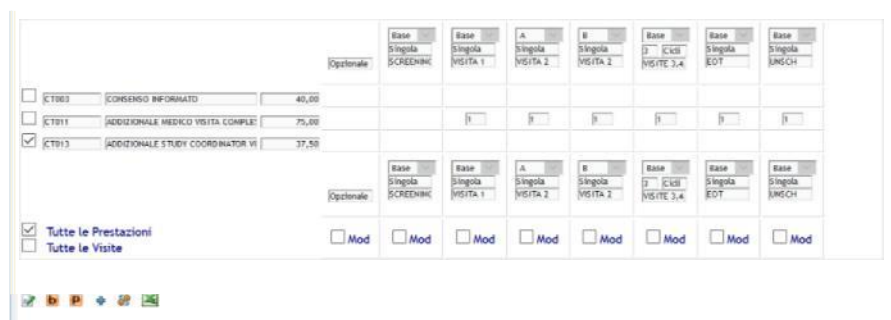 Base Base A B Base Base Base
Singola Singola Singola Singola 3 Cicli Singola Singola
Opzionale SCREENING VISITA 1 VISITA 2 VISITA 2 VISITE 3,4 EOT UNSCH
CT003 CONSENSO INFORMATO 40,00
CT011 ADDIZIONALE MEDICO VISITA COMPLE 75,00 1 1 1 1 1 1
CT013 ADDIZIONALE STUDY COORDINATOR VI 37,50
Base Base A B Base Base Base
Singola Singola Singola Singola 3 Cicli Singola Singola
Opzionale SCREENING VISITA 1 VISITA 2 VISITA 2 VISITE 3,4 EOT UNSCH
Tutte le Prestazioni
Tutte le Visite
Mod Mod Mod Mod Mod Mod Mod Mod
b P